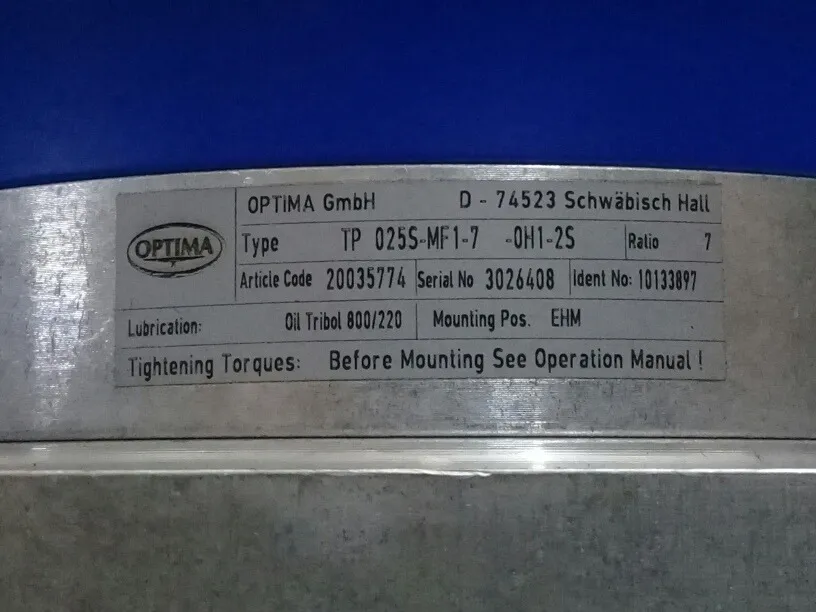 OPTIMA
OPTiMA GmbH D - 74523 Schwäbisch Hall
Type TP 025S-MF1-7 -0H1-2S Ratio 7
Article Code 20035774 Serial No 3026408 Ident No: 10133897
Lubrication: Oil Tribol 800/220 Mounting Pos. EHM
Tightening Torques: Before Mounting See Operation Manual !